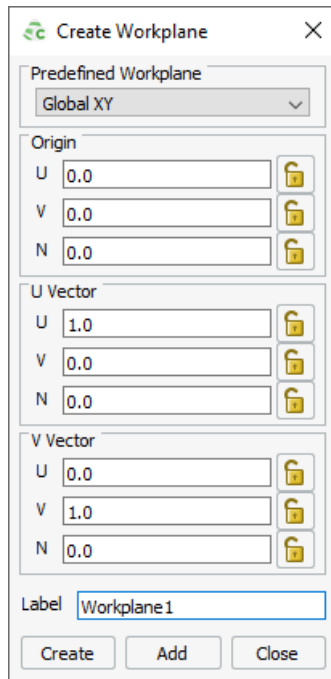 Create Workplane
Predefined Workplane
Global XY
Origin
U 0.0
V 0.0
N 0.0
U Vector
U 1.0
V 0.0
N 0.0
V Vector
U 0.0
V 1.0
N 0.0
Label Workplane1
Create Add Close